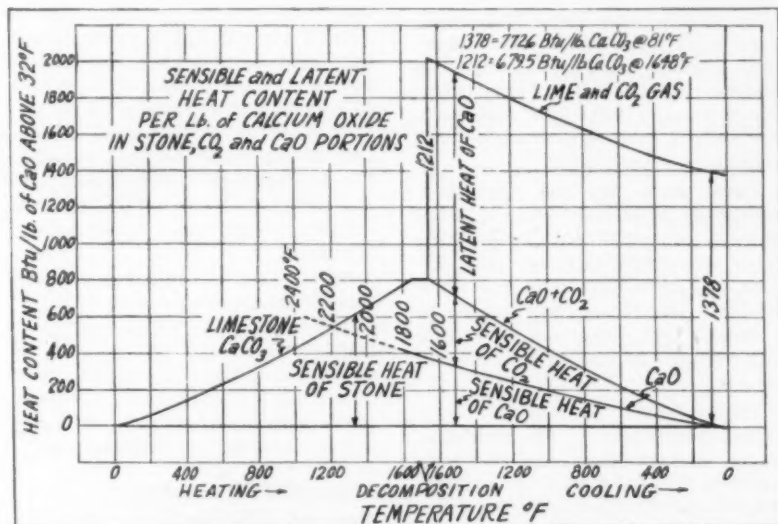 1378=772.6 Btu/lb. CaCO3@81°F
1212=679.5 Btu/lb CaCO3@1648°F
SENSIBLE and LATENT
HEAT CONTENT
PER Lb. of CALCIUM OXIDE
IN STONE, CO2 and CaO PORTIONS
LIME and CO2 GAS
HEAT CONTENT Btu/lb. of CaO ABOVE 32°F
2000
1800
1600
1400
1200
1000
800
600
400
200
0
1212
LATENT HEAT OF CaO
1378
2400°F
2200
2000
1800
1600
LIMESTONE
CaCO3
SENSIBLE HEAT
OF STONE
CaO+CO2
SENSIBLE HEAT
OF CO2
CaO
SENSIBLE HEAT
OF CaO
0 400 800 1200 1600 1600 1200 800 400 0
HEATING→ DECOMPOSITION COOLING→
TEMPERATURE °F